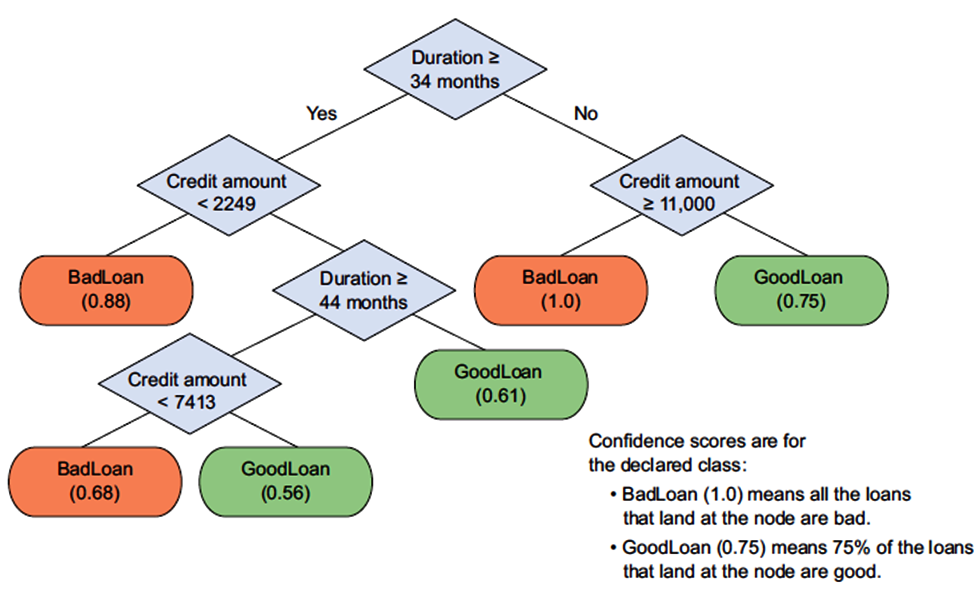 Duration ≥
34 months
Yes
No
Credit amount
< 2249
Credit amount
≥ 11,000
BadLoan
(0.88)
Duration ≥
44 months
BadLoan
(1.0)
GoodLoan
(0.75)
Credit amount
< 7413
GoodLoan
(0.61)
BadLoan
(0.68)
GoodLoan
(0.56)
Confidence scores are for
the declared class:
• BadLoan (1.0) means all the loans
that land at the node are bad.
• GoodLoan (0.75) means 75% of the loans
that land at the node are good.